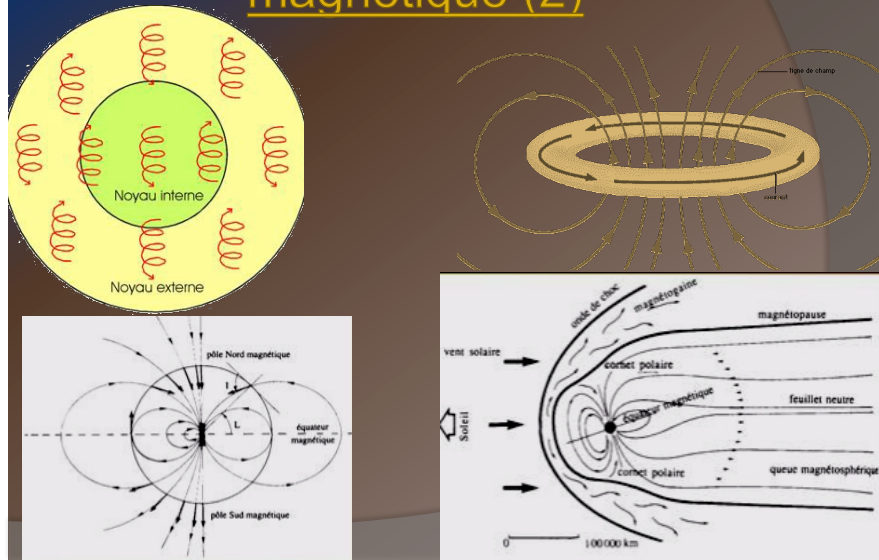 magnétique (2)
Noyau interne
Noyau externe
ligne de champ
courant
pôle Nord magnétique
I
L
équateur
magnétique
pôle Sud magnétique
onde de choc
magnétogaine
magnétopause
vent solaire
cornet polaire
équateur magnétique
feuillet neutre
Soleil
cornet polaire
queue magnétosphérique
0
100 000 km